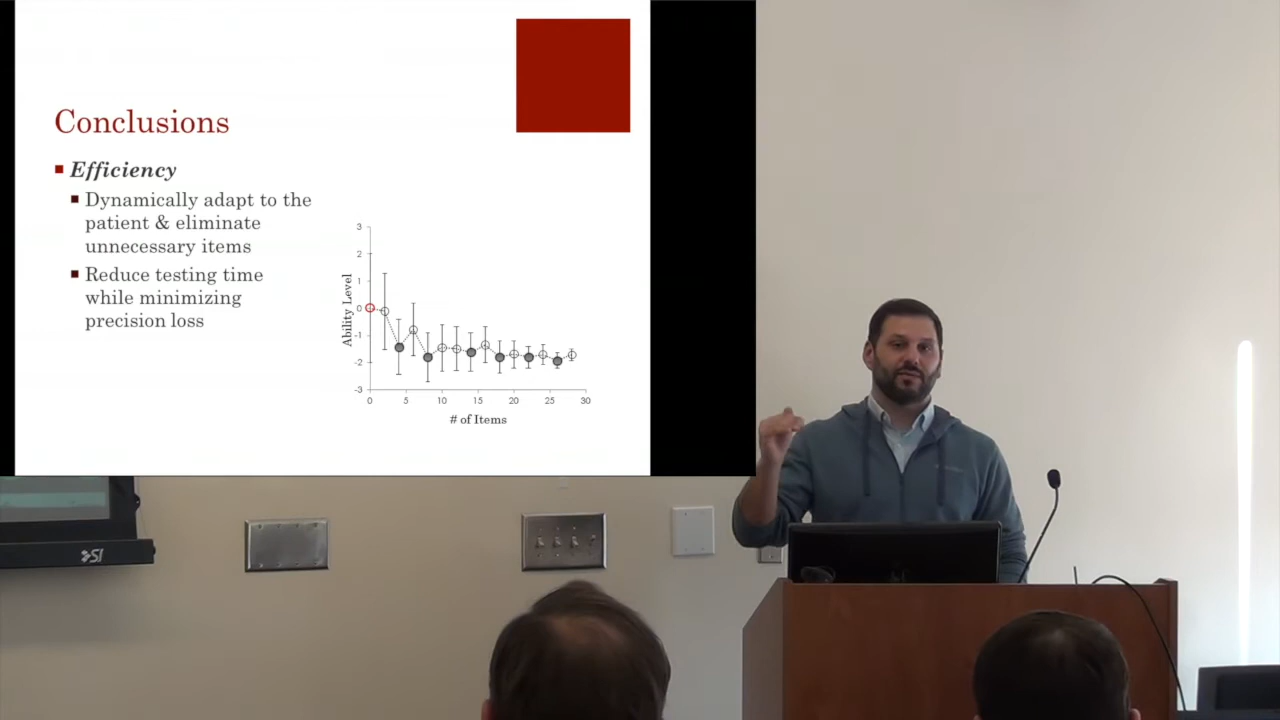 Conclusions
Efficiency
Dynamically adapt to the
patient & eliminate
unnecessary items
Reduce testing time
while minimizing
precision loss
Ability Level
3
2
1
0
-1
-2
-3
0 5 10 15 20 25 30
# of Items